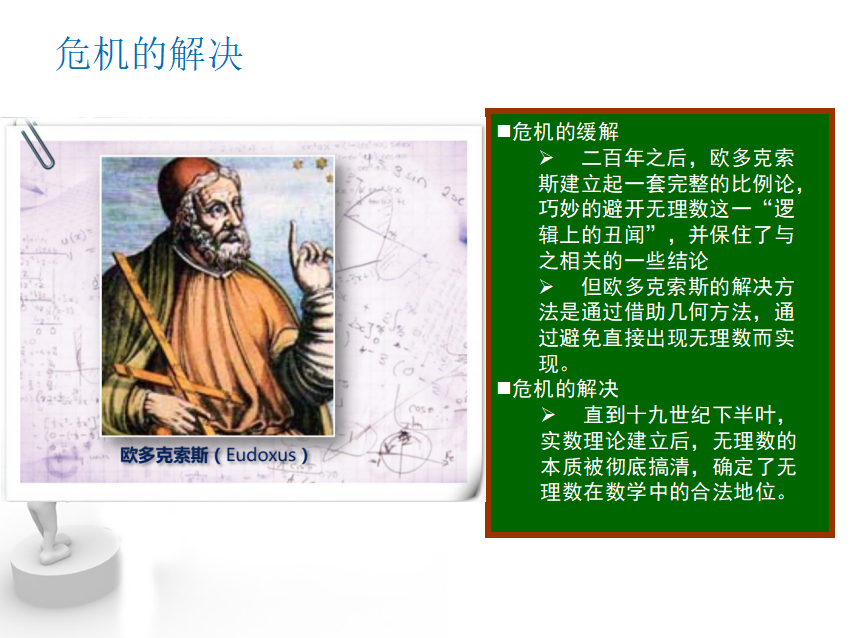 危机的解决
■危机的缓解
➢ 二百年之后，欧多克索
斯建立起一套完整的比例论，
巧妙的避开无理数这一“逻
辑上的丑闻”，并保住了与
之相关的一些结论
➢ 但欧多克索斯的解决方
法是通过借助几何方法，通
过避免直接出现无理数而实
现。
■危机的解决
➢ 直到十九世纪下半叶，
实数理论建立后，无理数的
本质被彻底搞清，确定了无
理数在数学中的合法地位。
欧多克索斯（Eudoxus）